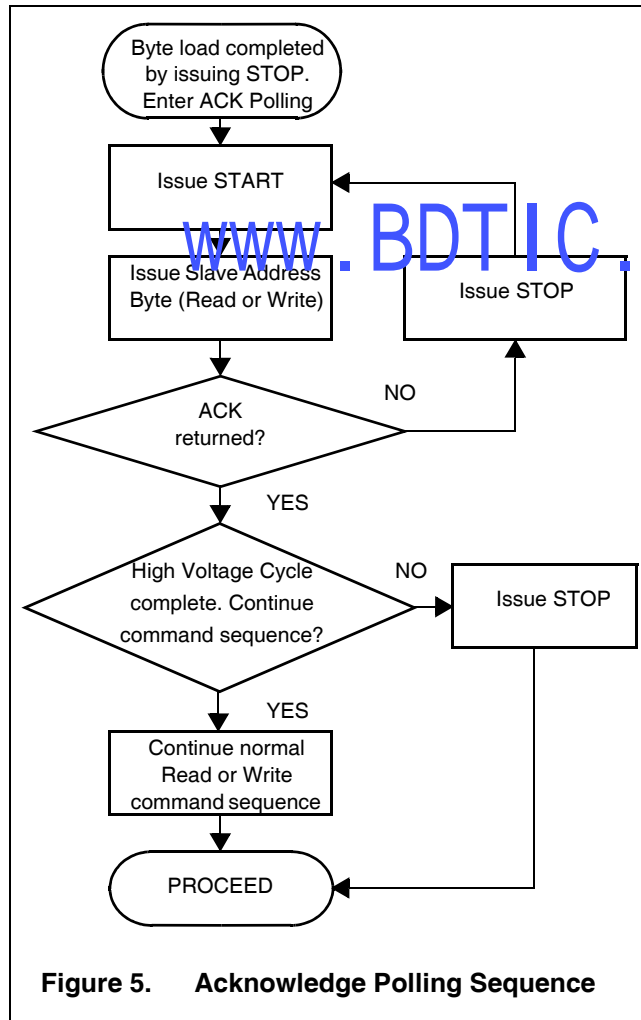 Byte load completed
by issuing STOP.
Enter ACK Polling
Issue START
www.BDTIC.
Issue Slave Address
Byte (Read or Write)
Issue STOP
ACK
returned?
NO
YES
High Voltage Cycle
complete. Continue
command sequence?
NO
Issue STOP
YES
Continue normal
Read or Write
command sequence
PROCEED
Figure 5. Acknowledge Polling Sequence